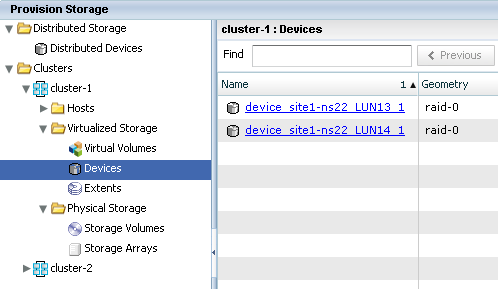 Provision Storage
Distributed Storage
Distributed Devices
Clusters
cluster-1
Hosts
Virtualized Storage
Virtual Volumes
Devices
Extents
Physical Storage
Storage Volumes
Storage Arrays
cluster-2
cluster-1 : Devices
Find
< Previous
Name 1 ▲ Geometry
device_site1-ns22_LUN13_1 raid-0
device_site1-ns22_LUN14_1 raid-0